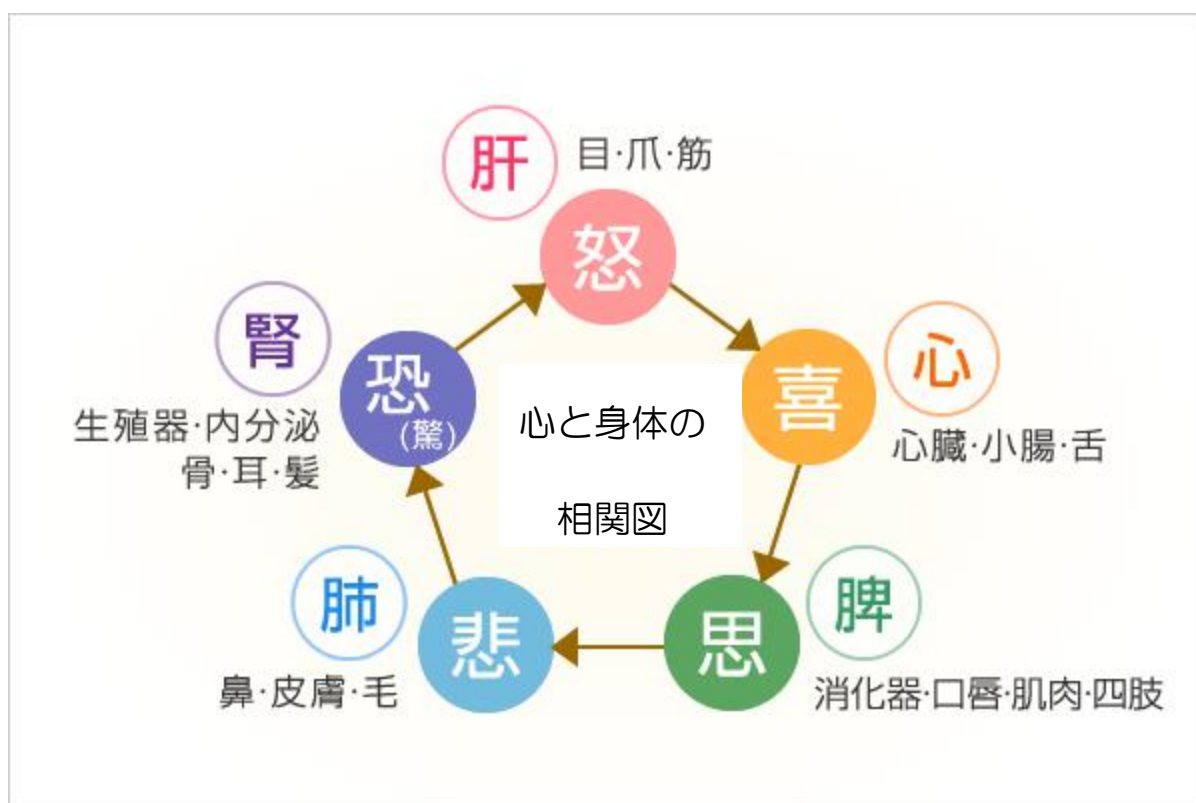 肝
目·爪·筋
怒
腎
恐
(驚)
生殖器·内分泌
骨·耳·髪
心
喜
心臓·小腸·舌
心と身体の
相関図
肺
悲
鼻·皮膚·毛
脾
思
消化器·口唇·肌肉·四肢